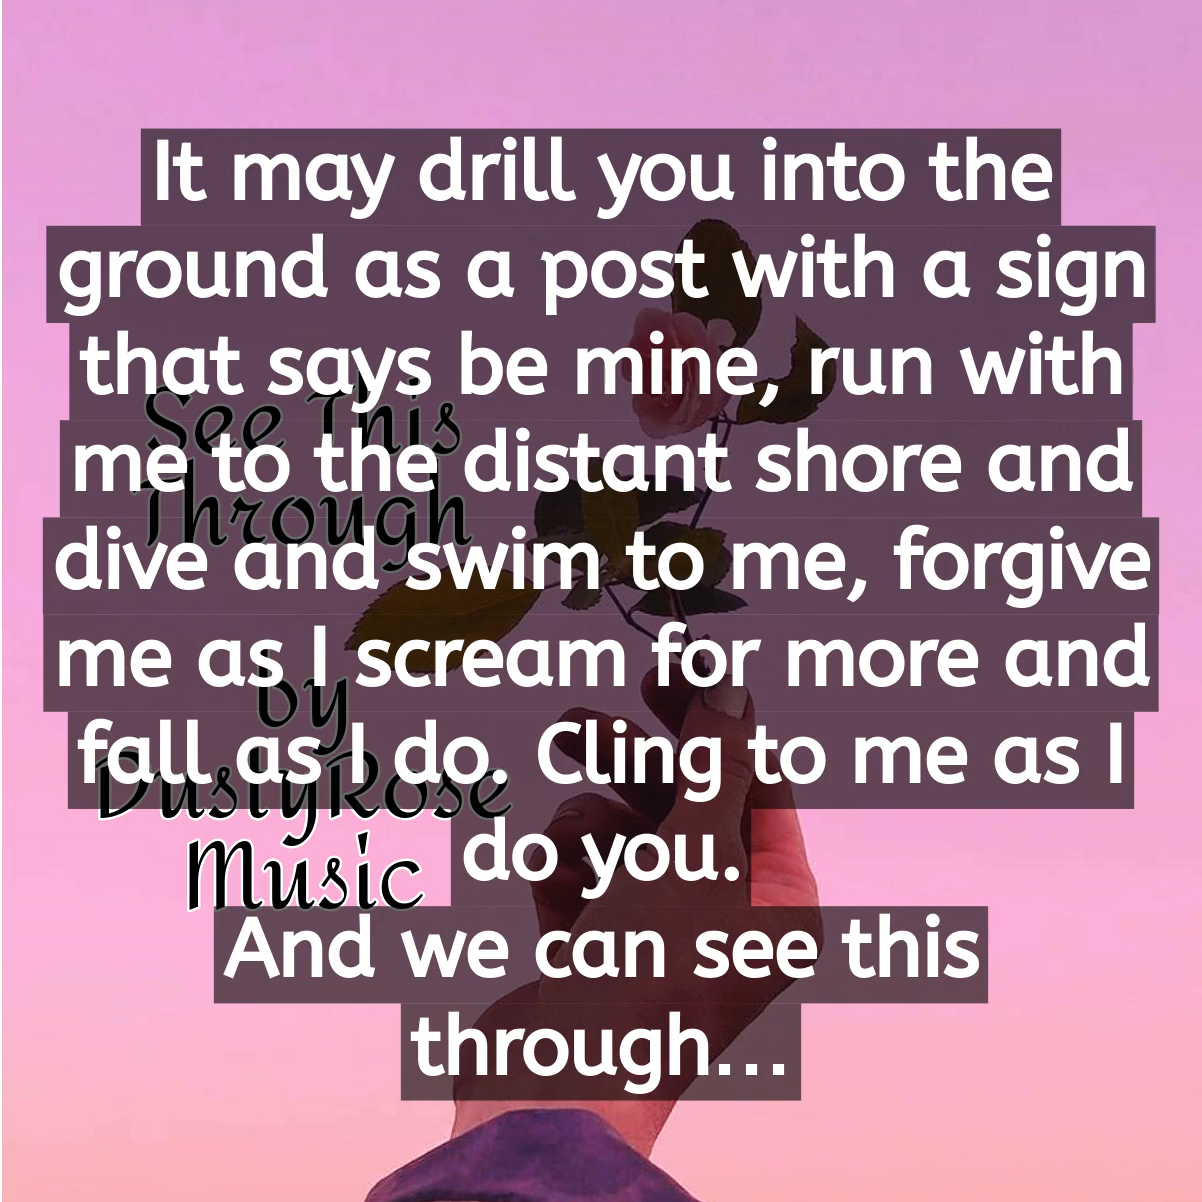 It may drill you into the
ground as a post with a sign
that says be mine, run with
me to the distant shore and
dive and swim to me, forgive
me as I scream for more and
fall as I do. Cling to me as I
do you.
And we can see this
through...
See This
Through
by
DustyRose
Music